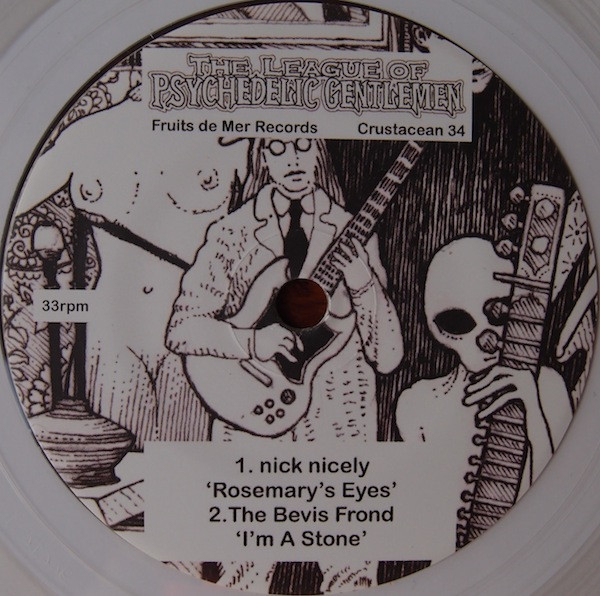 THE LEAGUE OF
PSYCHEDELIC GENTLEMEN
Fruits de Mer Records Crustacean 34
33rpm
1. nick nicely
‘Rosemary’s Eyes’
2.The Bevis Frond
‘I’m A Stone’